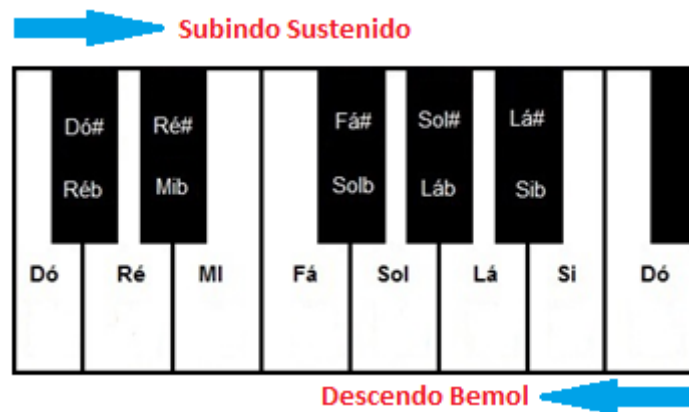 Subindo Sustenido
Dó# Ré# Fá# Sol# Lá#
Réb Mib Solb Láb Sib
Dó Ré MI Fá Sol Lá Si Dó
Descendo Bemol